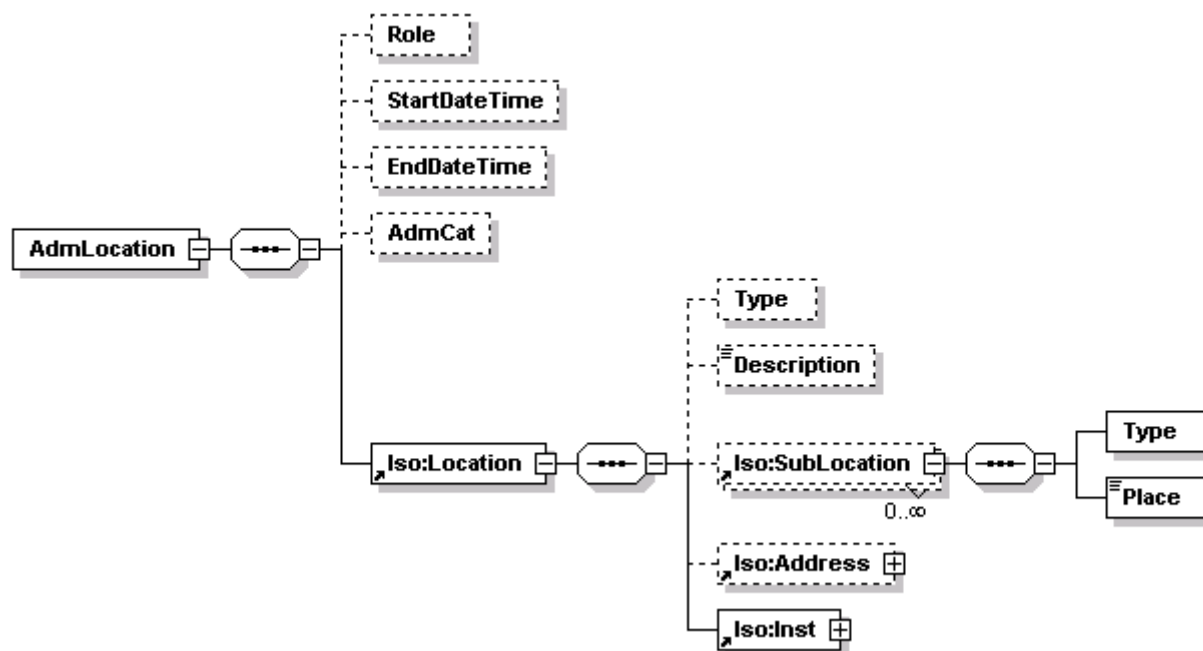 Role
StartDateTime
EndDateTime
AdmCat
AdmLocation
Iso:Location
Type
Description
Iso:SubLocation
0..∞
Type
Place
Iso:Address
Iso:Inst